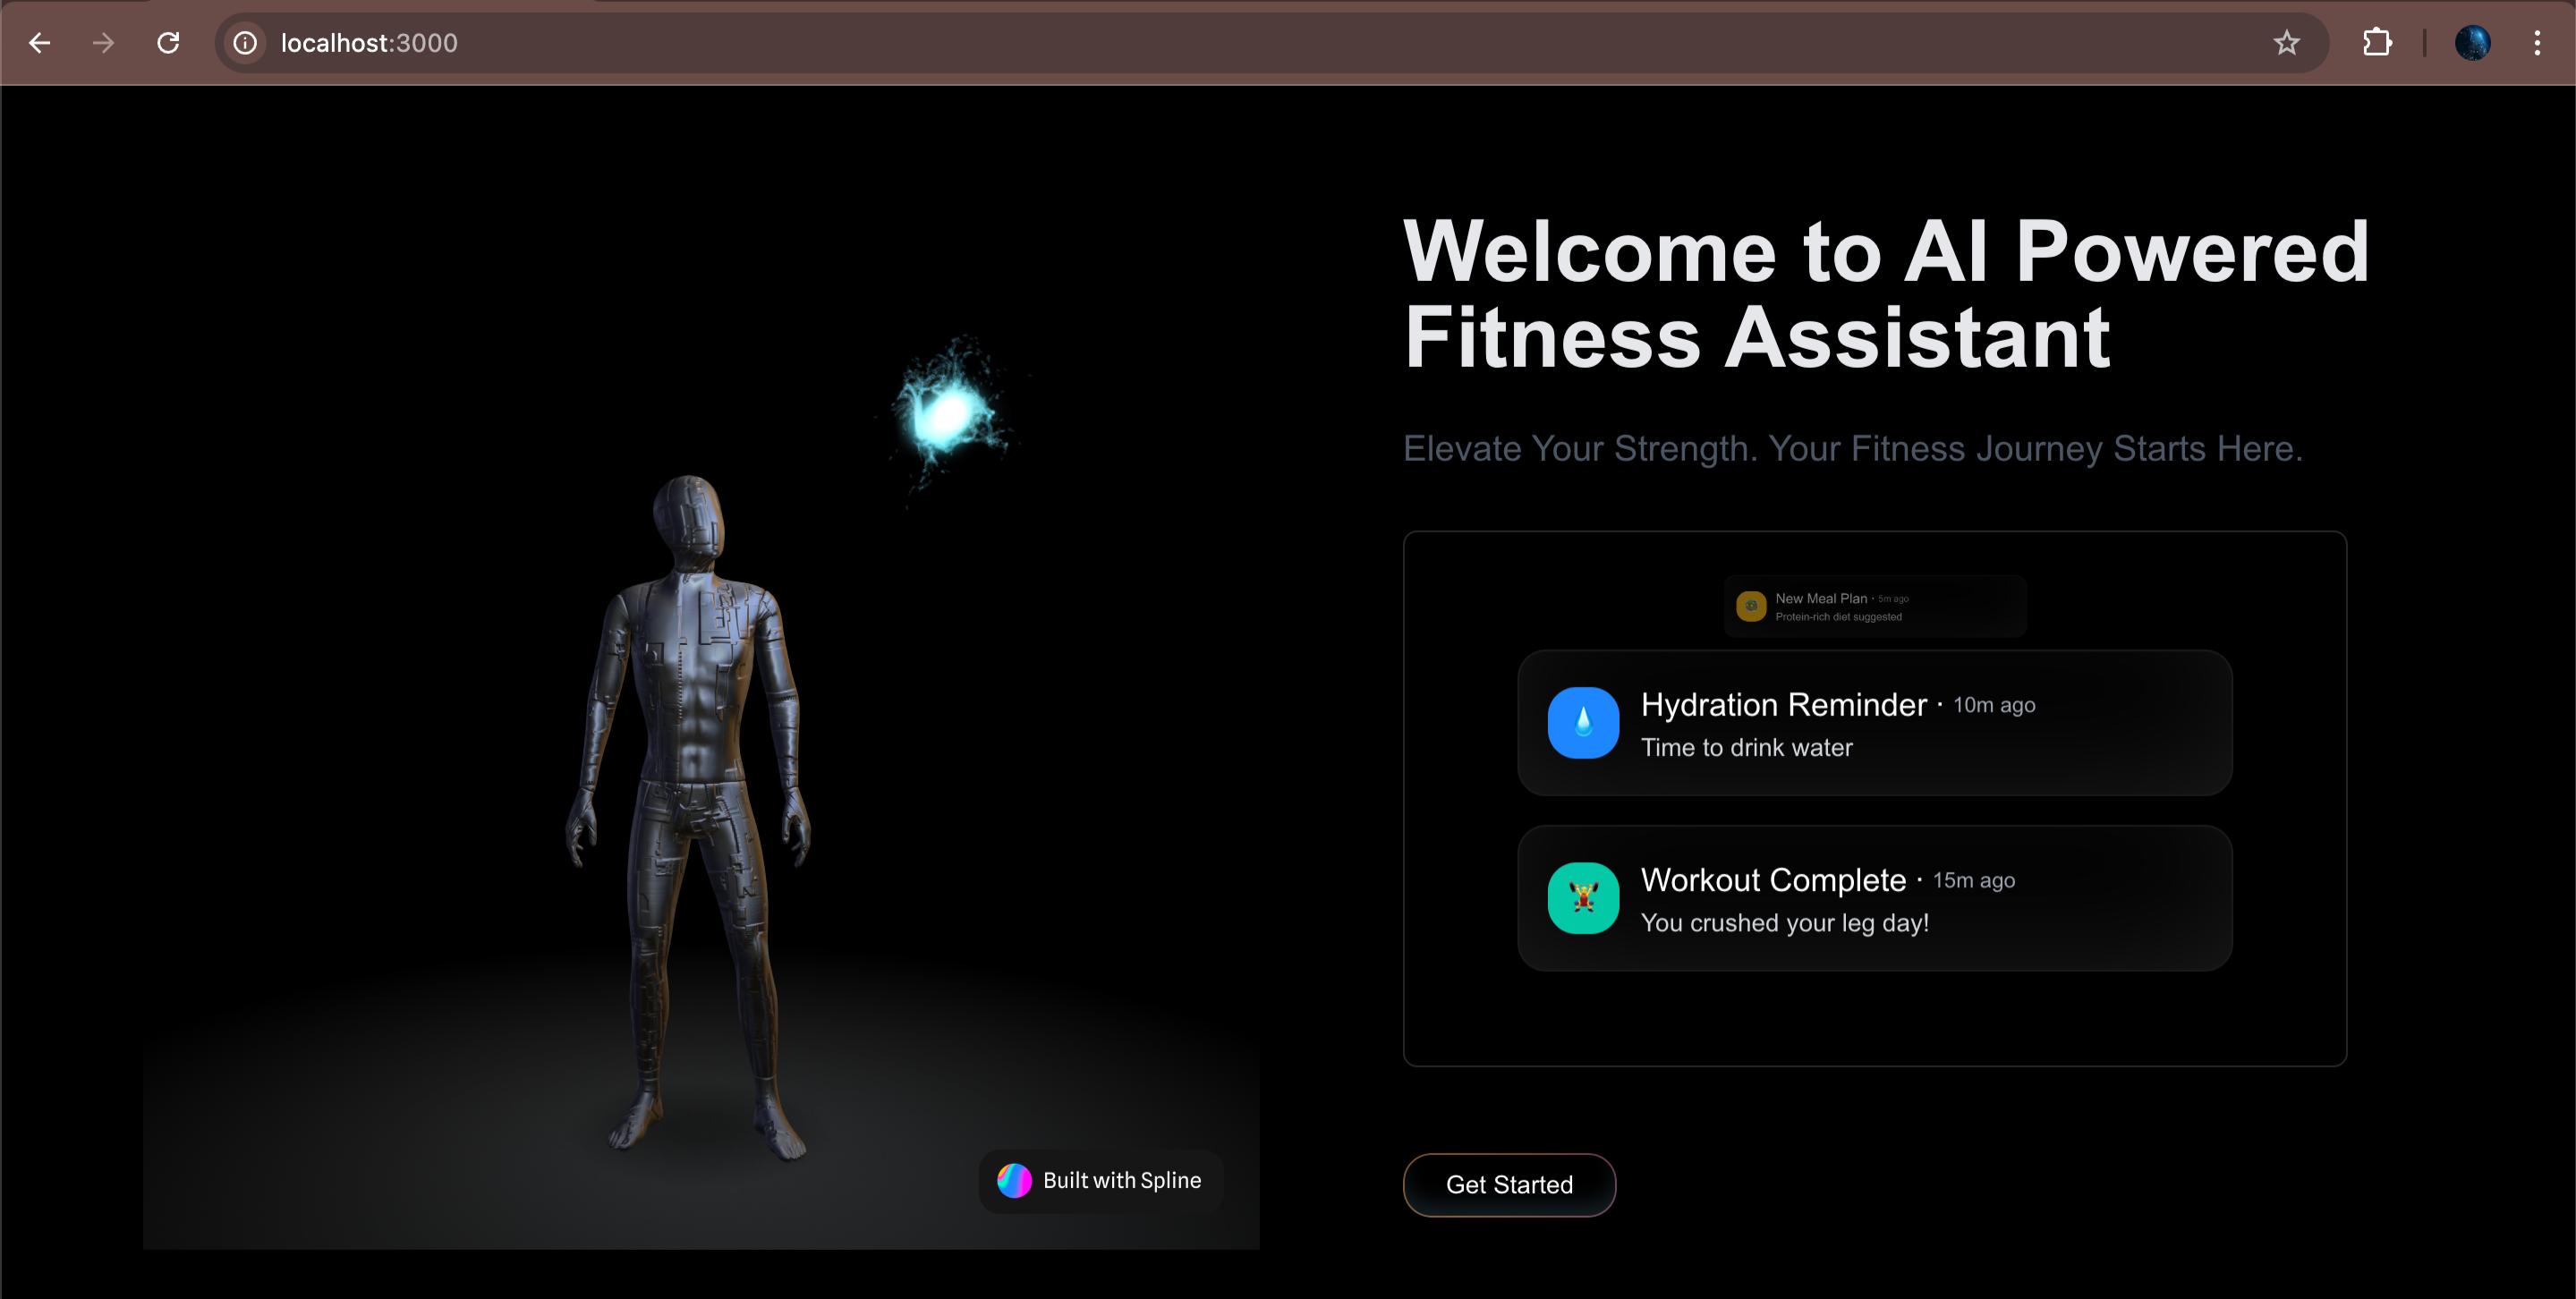 localhost:3000
Welcome to AI Powered
Fitness Assistant
Elevate Your Strength. Your Fitness Journey Starts Here.
New Meal Plan · 5m ago
Protein-rich diet suggested
Hydration Reminder · 10m ago
Time to drink water
Workout Complete · 15m ago
You crushed your leg day!
Built with Spline
Get Started